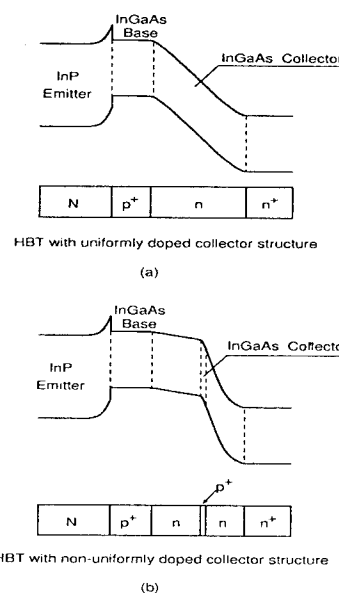 InGaAs
Base
InGaAs Collector
InP
Emitter
N p+ n n+
HBT with uniformly doped collector structure
(a)
InGaAs
Base
InGaAs Collector
InP
Emitter
p+
N p+ n n n+
HBT with non-uniformly doped collector structure
(b)